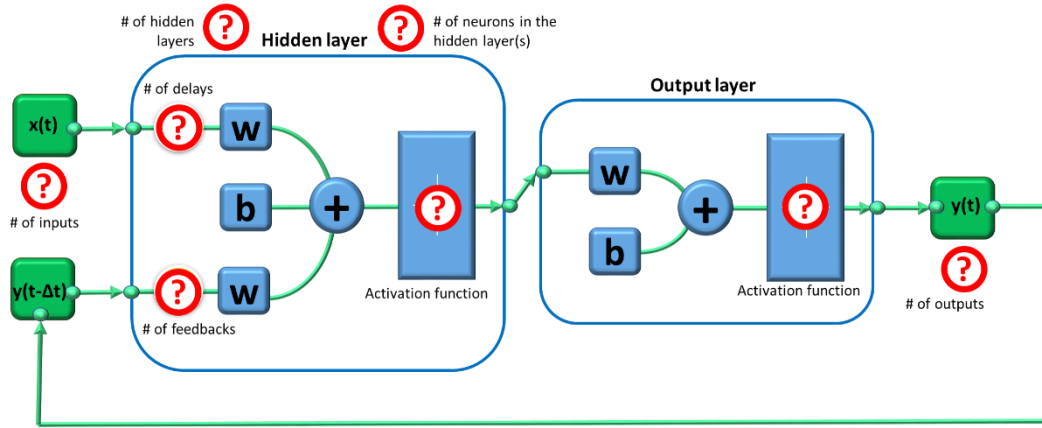 # of hidden
layers
?
Hidden layer
?
# of neurons in the
hidden layer(s)
x(t)
?
# of inputs
# of delays
?
w
b
+
?
Activation function
y(t-Δt)
?
w
# of feedbacks
Output layer
w
b
+
?
Activation function
y(t)
?
# of outputs